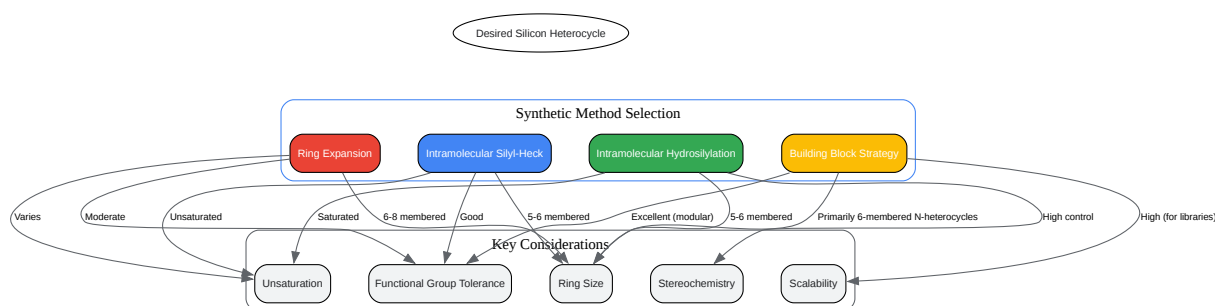 Desired Silicon Heterocycle
Synthetic Method Selection
Ring Expansion
Intramolecular Silyl-Heck
Intramolecular Hydrosilylation
Building Block Strategy
Varies
Moderate
Unsaturated
Saturated
6-8 membered
Good
5-6 membered
Excellent (modular)
5-6 membered
Primarily 6-membered N-heterocycles
High control
High (for libraries)
Key Considerations
Unsaturation
Functional Group Tolerance
Ring Size
Stereochemistry
Scalability